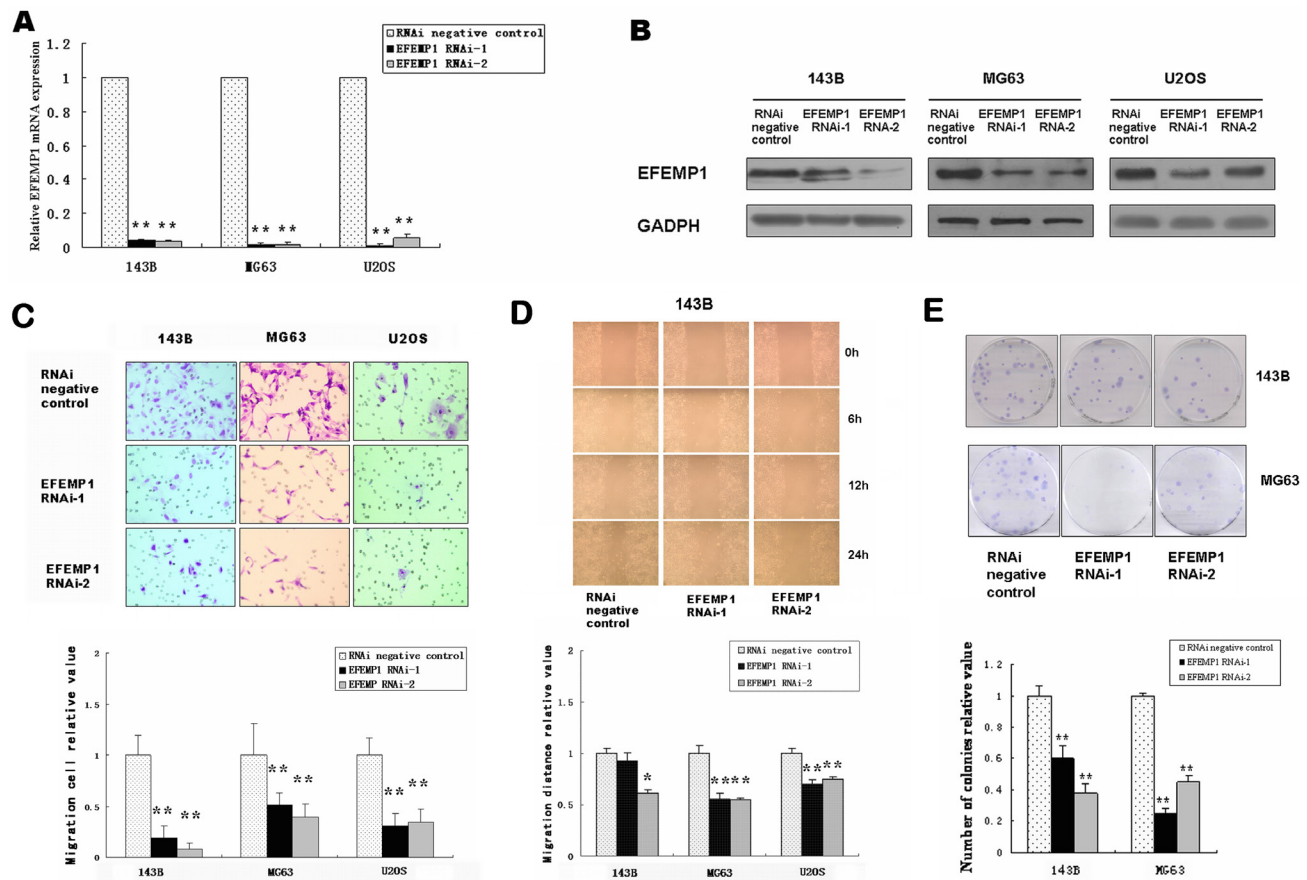 A
Relative EFEMP1 mRNA expression
1.2
1
0.8
0.6
0.4
0.2
0
RNAi negative control
EFEMP1 RNAi-1
EFEMP1 RNAi-2
** **
** **
** **
143B
MG63
U2OS
B
143B
MG63
U2OS
RNAi negative control
EFEMP1 RNAi-1
EFEMP1 RNA-2
RNAi negative control
EFEMP1 RNAi-1
EFEMP1 RNA-2
RNAi negative control
EFEMP1 RNAi-1
EFEMP1 RNA-2
EFEMP1
GADPH
C
143B
MG63
U2OS
RNAi negative control
EFEMP1 RNAi-1
EFEMP1 RNAi-2
Migration cell relative value
2
1.5
1
0.5
0
RNAi negative control
EFEMP1 RNAi-1
EFEMP RNAi-2
** **
** **
** **
143B
MG63
U2OS
D
143B
0h
6h
12h
24h
RNAi negative control
EFEMP1 RNAi-1
EFEMP1 RNAi-2
Migration distance relative value
2
1.5
1
0.5
0
RNAi negative control
EFEMP1 RNAi-1
EFEMP1 RNAi-2
*
****
** **
143B
MG63
U2OS
E
143B
MG63
RNAi negative control
EFEMP1 RNAi-1
EFEMP1 RNAi-2
Number of colonies relative value
1.2
1
0.8
0.6
0.4
0.2
0
RNAi negative control
EFEMP1 RNAi-1
EFEMP1 RNAi-2
**
**
**
**
143B
MG63